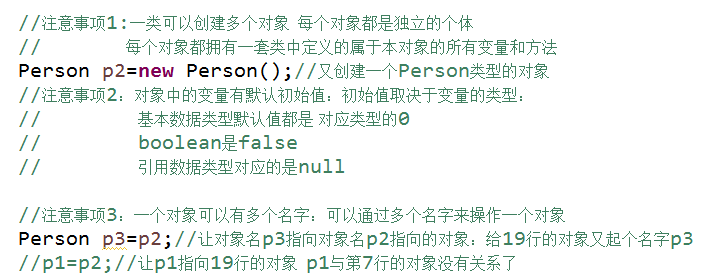 //注意事项1:一类可以创建多个对象 每个对象都是独立的个体
// 每个对象都拥有一套类中定义的属于本对象的所有变量和方法
Person p2=new Person();//又创建一个Person类型的对象
//注意事项2：对象中的变量有默认初始值：初始值取决于变量的类型：
// 基本数据类型默认值都是 对应类型的0
// boolean是false
// 引用数据类型对应的是null
//注意事项3：一个对象可以有多个名字：可以通过多个名字来操作一个对象
Person p3=p2;//让对象名p3指向对象名p2指向的对象：给19行的对象又起个名字p3
//p1=p2;//让p1指向19行的对象 p1与第7行的对象没有关系了